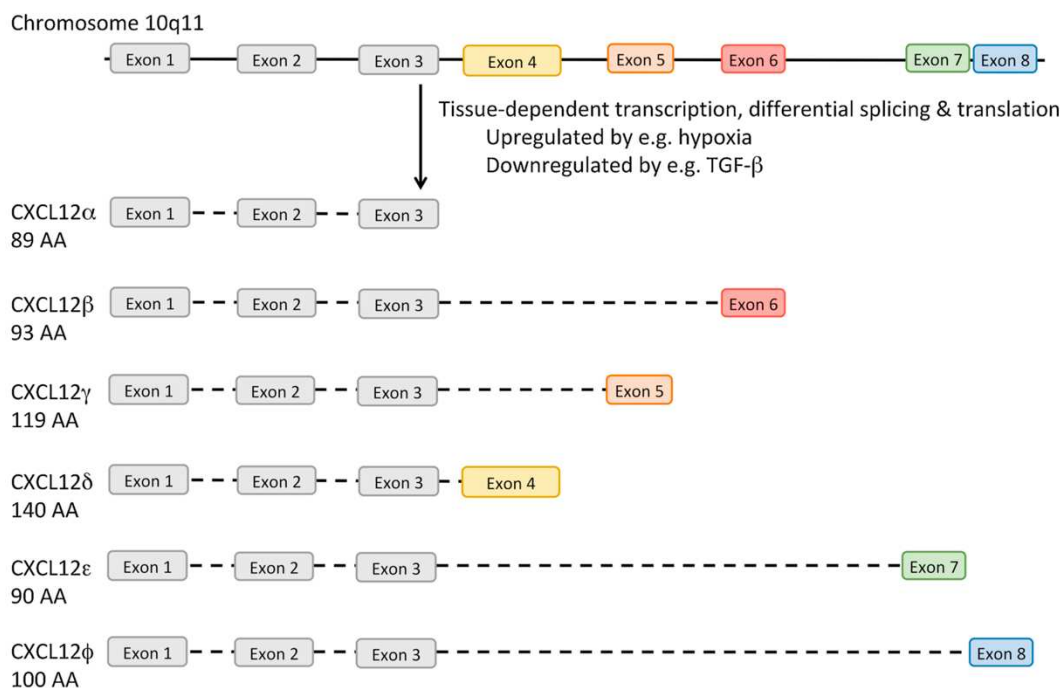 Chromosome 10q11
Exon 1 Exon 2 Exon 3 Exon 4 Exon 5 Exon 6 Exon 7 Exon 8
Tissue-dependent transcription, differential splicing & translation
Upregulated by e.g. hypoxia
Downregulated by e.g. TGF-β
CXCL12α Exon 1 Exon 2 Exon 3
89 AA
CXCL12β Exon 1 Exon 2 Exon 3 Exon 6
93 AA
CXCL12γ Exon 1 Exon 2 Exon 3 Exon 5
119 AA
CXCL12δ Exon 1 Exon 2 Exon 3 Exon 4
140 AA
CXCL12ε Exon 1 Exon 2 Exon 3 Exon 7
90 AA
CXCL12ϕ Exon 1 Exon 2 Exon 3 Exon 8
100 AA